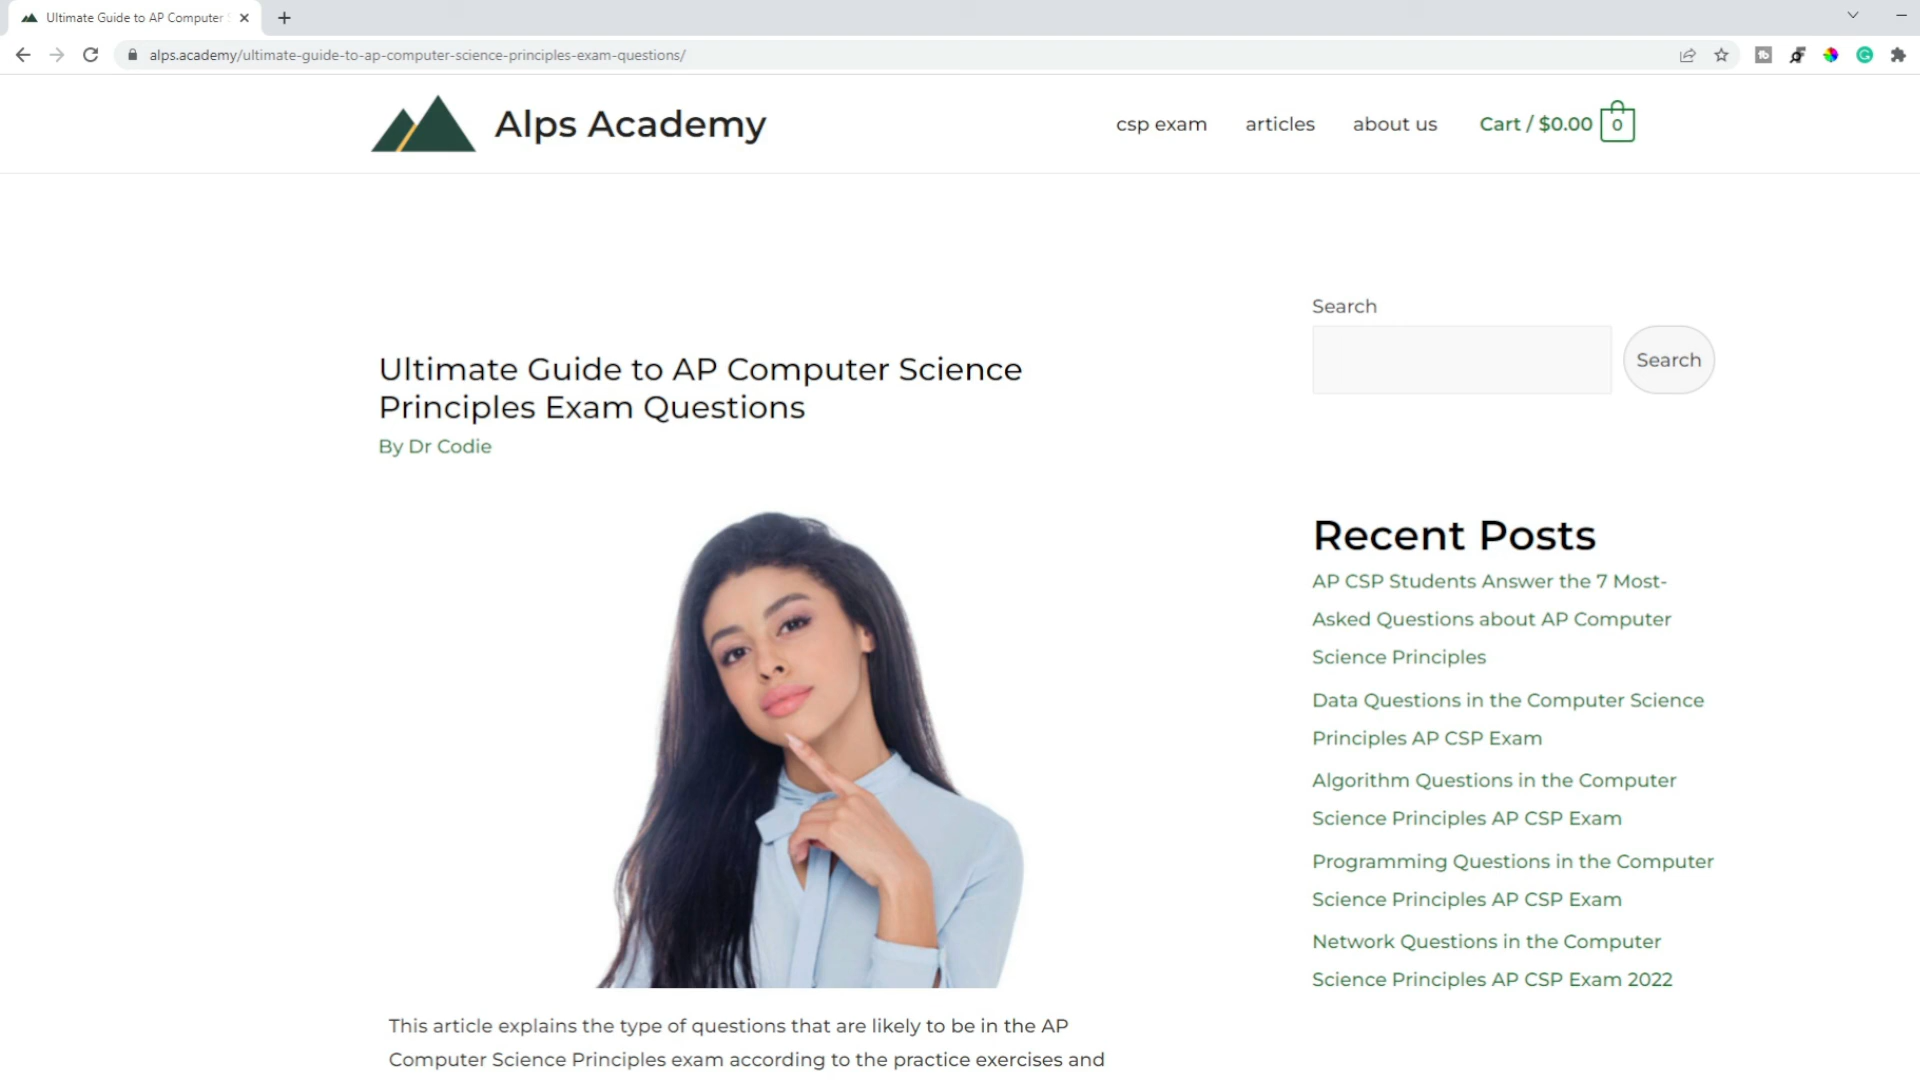 Ultimate Guide to AP Computer
alps.academy/ultimate-guide-to-ap-computer-science-principles-exam-questions/
Alps Academy
csp exam
articles
about us
Cart / $0.00
0
Ultimate Guide to AP Computer Science
Principles Exam Questions
By Dr Codie
Search
Search
Recent Posts
AP CSP Students Answer the 7 Most-
Asked Questions about AP Computer
Science Principles
Data Questions in the Computer Science
Principles AP CSP Exam
Algorithm Questions in the Computer
Science Principles AP CSP Exam
Programming Questions in the Computer
Science Principles AP CSP Exam
Network Questions in the Computer
Science Principles AP CSP Exam 2022
This article explains the type of questions that are likely to be in the AP
Computer Science Principles exam according to the practice exercises and